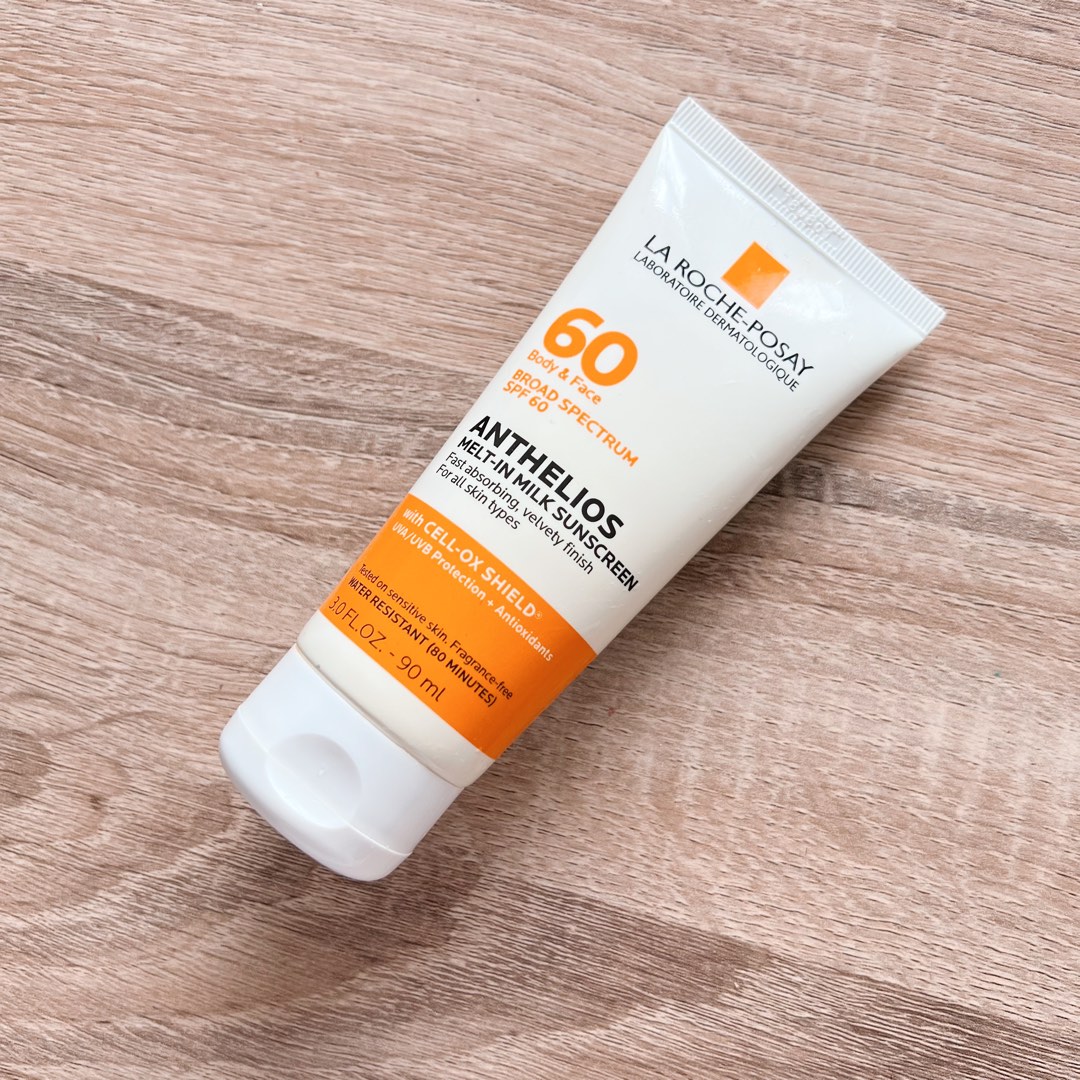 LA ROCHE-POSAY
LABORATOIRE DERMATOLOGIQUE
60
Body & Face
BROAD SPECTRUM
SPF 60
ANTHELIOS
MELT-IN MILK SUNSCREEN
Fast absorbing, velvety finish
For all skin types
with CELL-OX SHIELD®
UVA/UVB Protection + Antioxidants
Tested on sensitive skin. Fragrance-free
WATER RESISTANT (80 MINUTES)
3.0 FL.OZ. - 90 ml